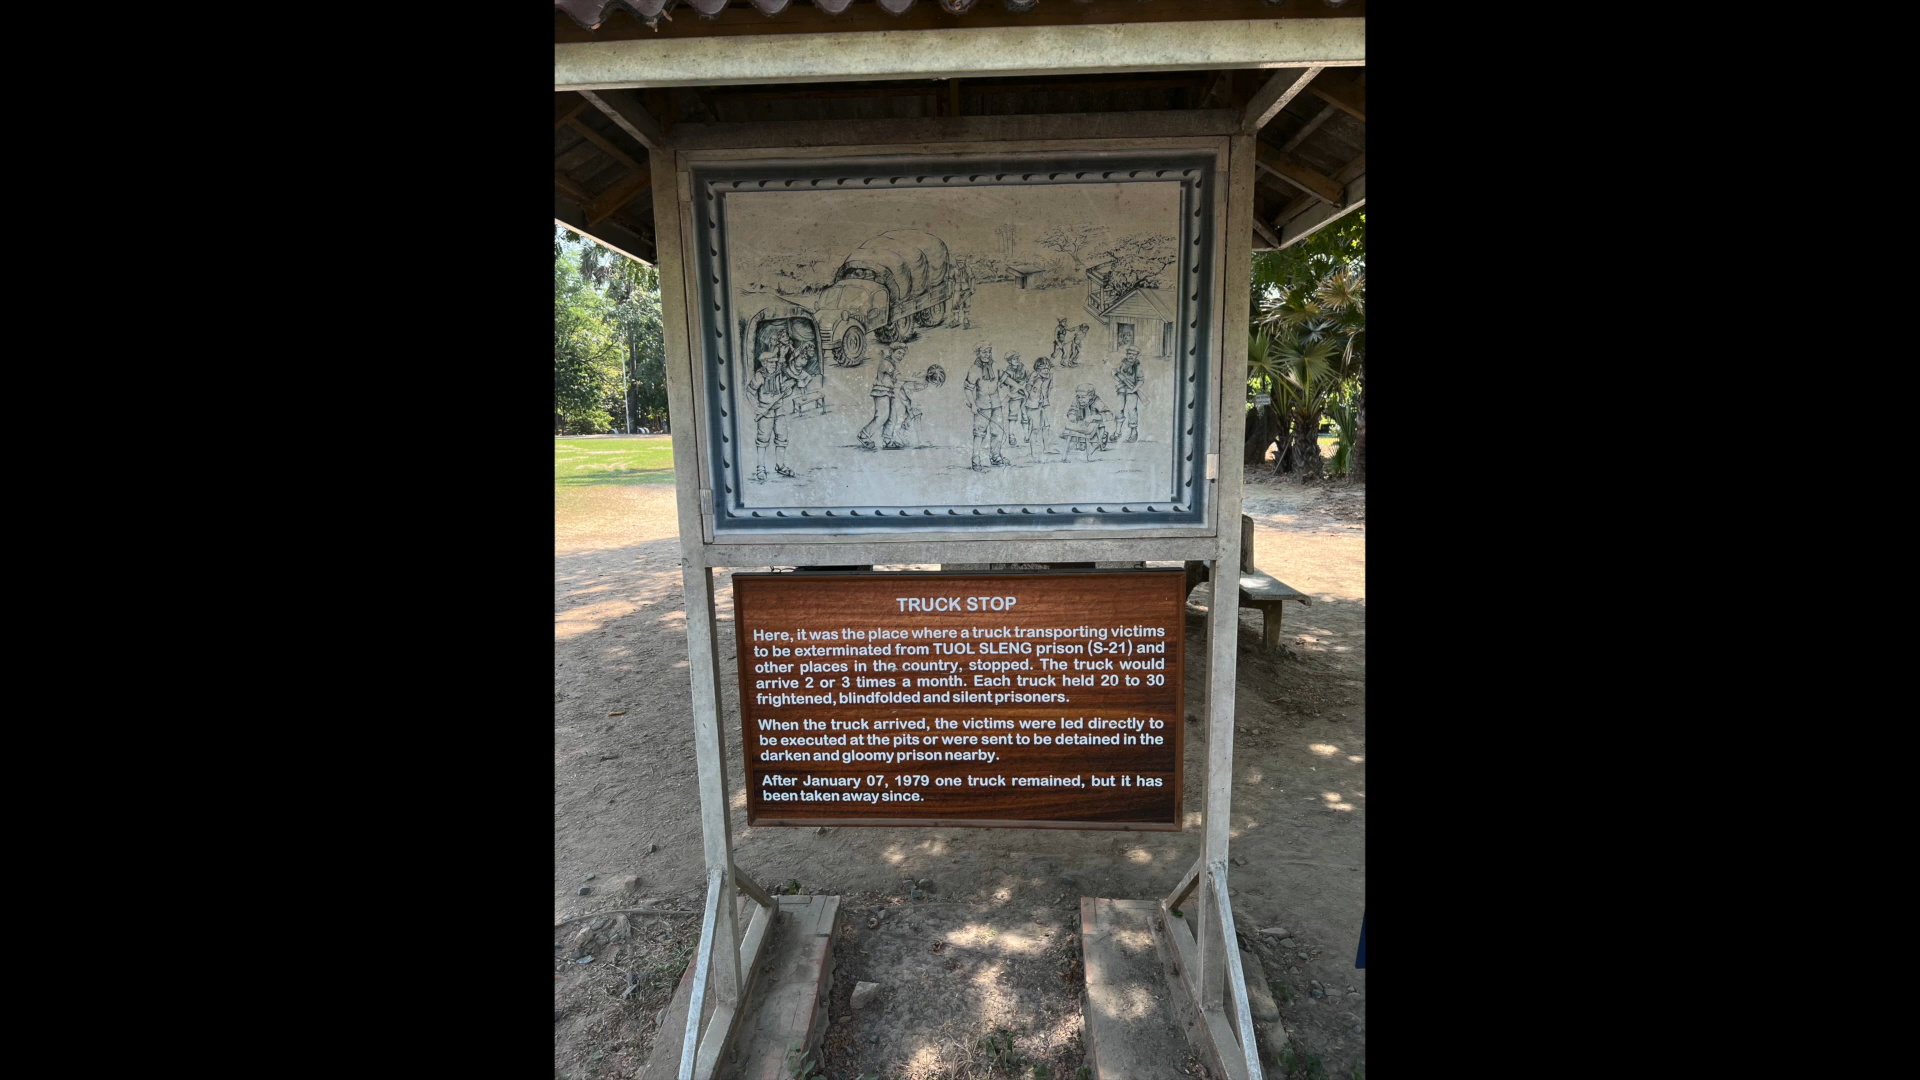 TRUCK STOP
Here, it was the place where a truck transporting victims
to be exterminated from TUOL SLENG prison (S-21) and
other places in the country, stopped. The truck would
arrive 2 or 3 times a month. Each truck held 20 to 30
frightened, blindfolded and silent prisoners.
When the truck arrived, the victims were led directly to
be executed at the pits or were sent to be detained in the
darken and gloomy prison nearby.
After January 07, 1979 one truck remained, but it has
been taken away since.